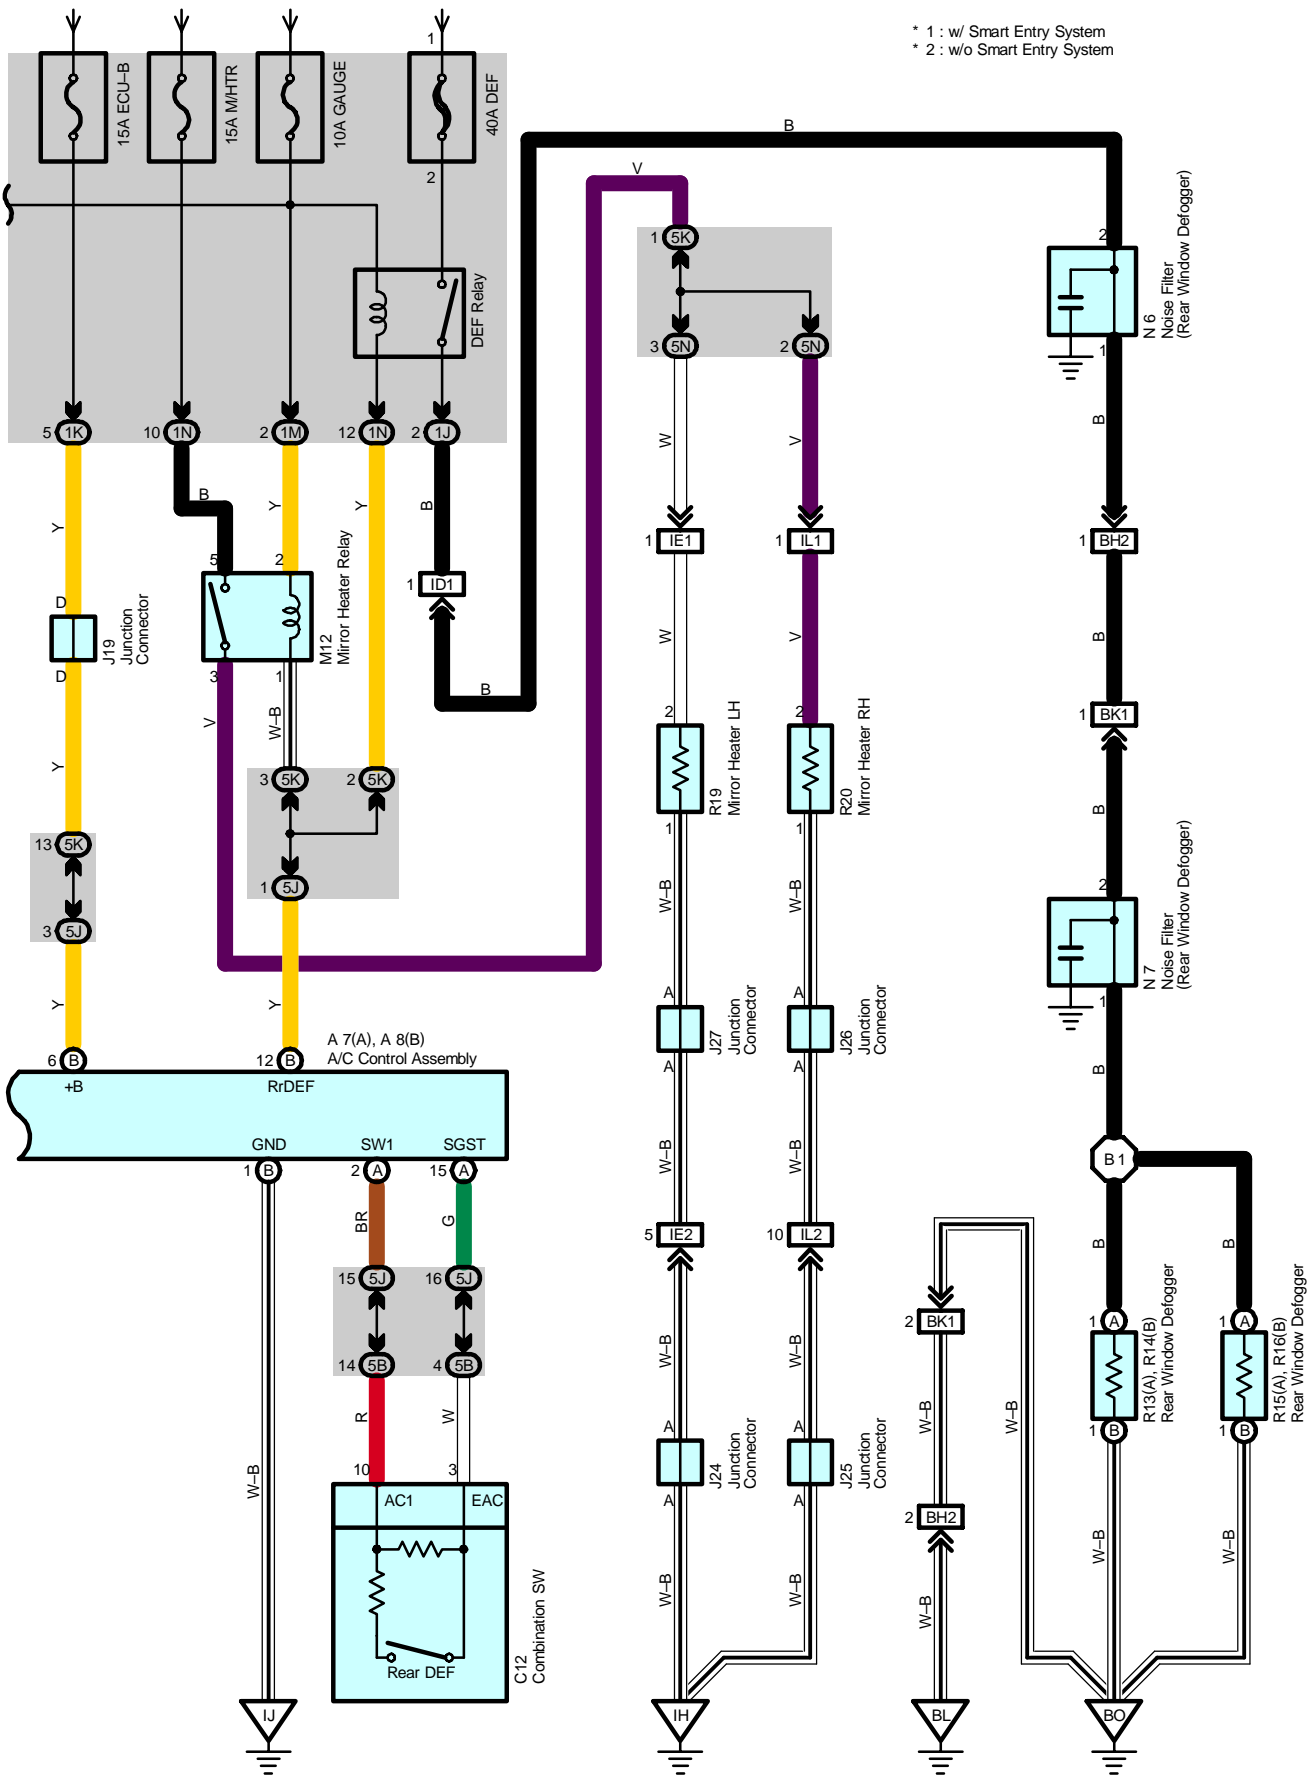 * 1 : w/ Smart Entry System
* 2 : w/o Smart Entry System
15A ECU–B
15A M/HTR
10A GAUGE
1
40A DEF
2
DEF Relay
5 1K
10 1N
2 1M
12 1N
2 1J
B
V
1 5K
3 5N
2 5N
2
N 6
Noise Filter
(Rear Window Defogger)
1
Y
B
Y
Y
B
W
V
B
5
2
M12
Mirror Heater Relay
3
1
1 ID1
1 IE1
1 IL1
1 BH2
D
J19
Junction
Connector
D
V
W–B
B
W
V
B
Y
3 5K
2 5K
1 5J
13 5K
3 5J
2
R19
Mirror Heater LH
1
2
R20
Mirror Heater RH
1
1 BK1
B
2
N 7
Noise Filter
(Rear Window Defogger)
1
W–B
W–B
Y
Y
A
J27
Junction
Connector
A
A
J26
Junction
Connector
A
B
A 7(A), A 8(B)
A/C Control Assembly
6 B
12 B
+B
RrDEF
GND
SW1
SGST
1 B
2 A
15 A
W–B
W–B
B 1
BR
G
5 IE2
10 IL2
B
B
15 5J
16 5J
14 5B
4 5B
W–B
W–B
2 BK1
1 A
R13(A), R14(B)
Rear Window Defogger
1 B
1 A
R15(A), R16(B)
Rear Window Defogger
1 B
R
W
A
J24
Junction
Connector
A
A
J25
Junction
Connector
A
W–B
W–B
W–B
10
3
AC1
EAC
2 BH2
W–B
W–B
W–B
W–B
W–B
Rear DEF
C12
Combination SW
IJ
IH
BL
BO